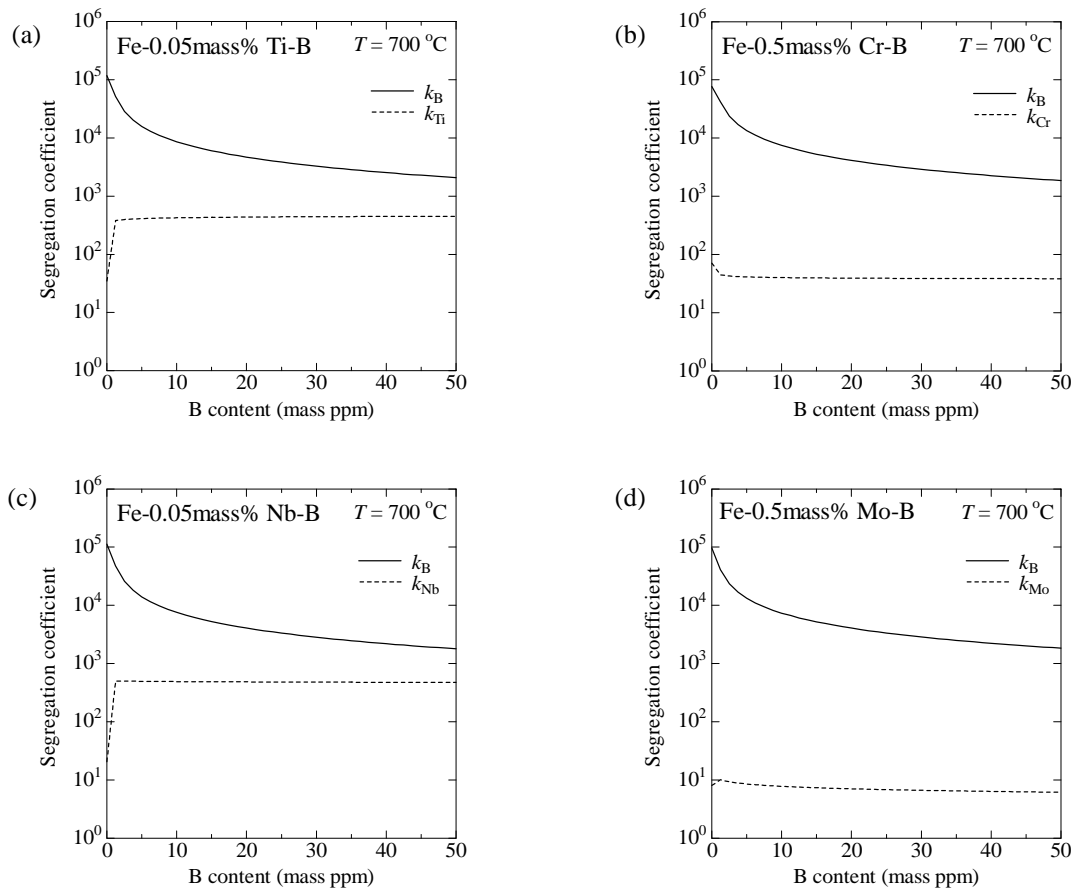 (a)
Fe-0.05mass% Ti-B T = 700 °C
k_B
k_Ti
Segregation coefficient
10^6
10^5
10^4
10^3
10^2
10^1
10^0
0 10 20 30 40 50
B content (mass ppm)
(b)
Fe-0.5mass% Cr-B T = 700 °C
k_B
k_Cr
Segregation coefficient
10^6
10^5
10^4
10^3
10^2
10^1
10^0
0 10 20 30 40 50
B content (mass ppm)
(c)
Fe-0.05mass% Nb-B T = 700 °C
k_B
k_Nb
Segregation coefficient
10^6
10^5
10^4
10^3
10^2
10^1
10^0
0 10 20 30 40 50
B content (mass ppm)
(d)
Fe-0.5mass% Mo-B T = 700 °C
k_B
k_Mo
Segregation coefficient
10^6
10^5
10^4
10^3
10^2
10^1
10^0
0 10 20 30 40 50
B content (mass ppm)